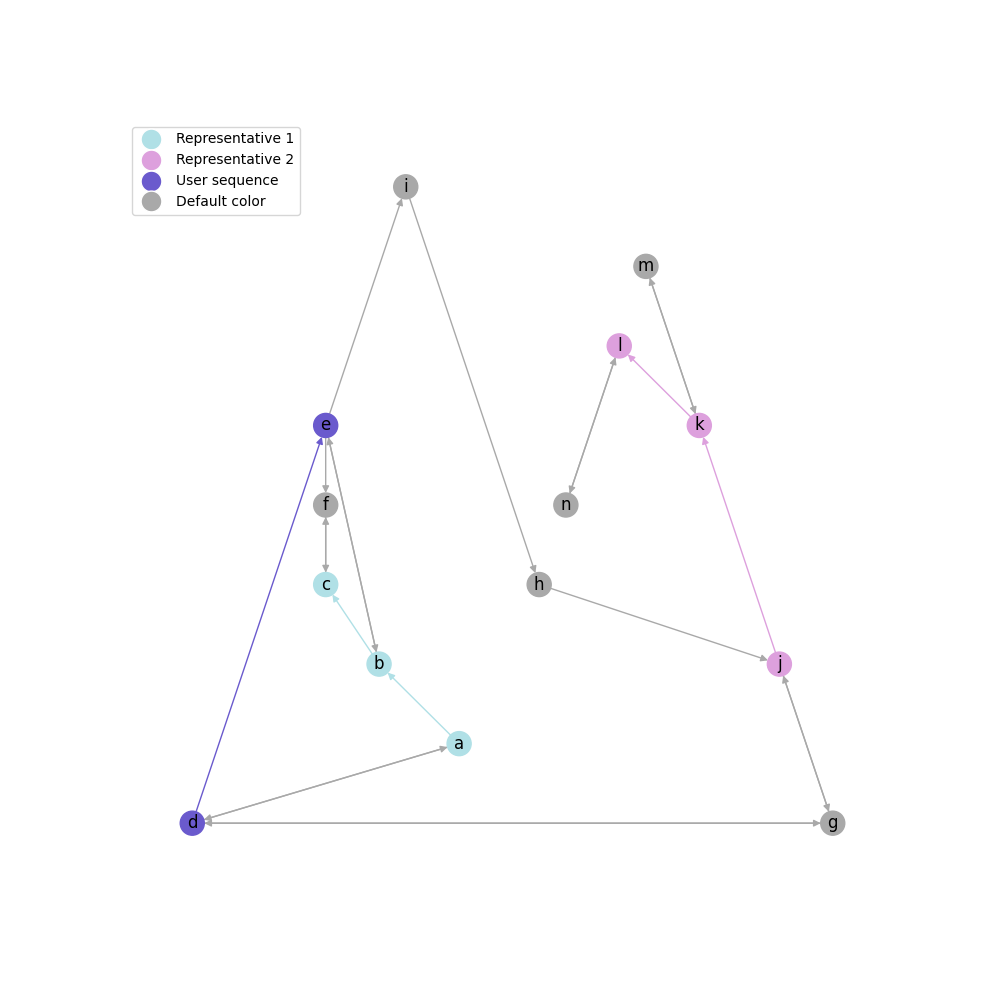 Representative 1
Representative 2
User sequence
Default color
i
m
l
e
k
f
n
c
h
b
j
a
d
g